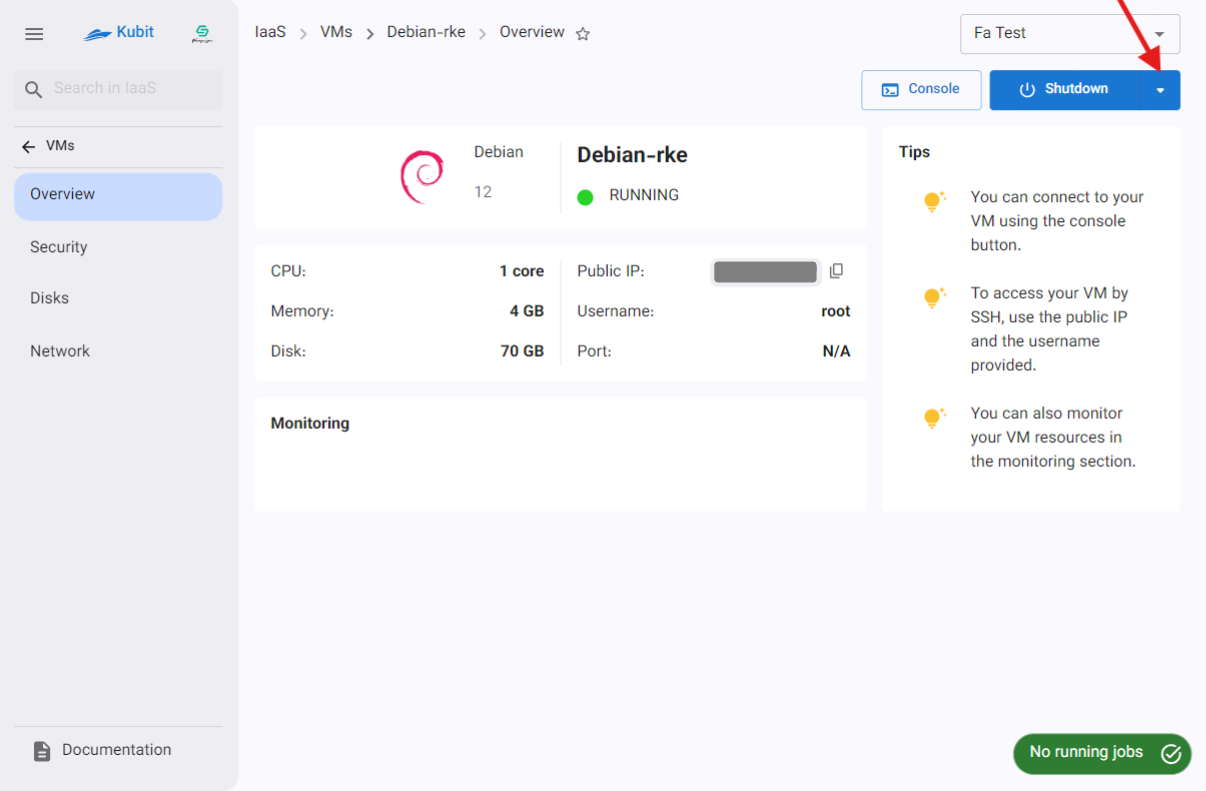 Kubit
IaaS > VMs > Debian-rke > Overview
Fa Test
Search in IaaS
Console
Shutdown
VMs
Overview
Security
Disks
Network
Debian
12
Debian-rke
RUNNING
CPU: 1 core
Memory: 4 GB
Disk: 70 GB
Public IP:
Username: root
Port: N/A
Monitoring
Tips
You can connect to your
VM using the console
button.
To access your VM by
SSH, use the public IP
and the username
provided.
You can also monitor
your VM resources in
the monitoring section.
Documentation
No running jobs